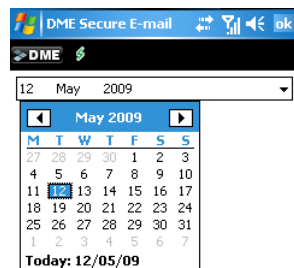 DME Secure E-mail ok
DME
12 May 2009
May 2009
M T W T F S S
27 28 29 30 1 2 3
4 5 6 7 8 9 10
11 12 13 14 15 16 17
18 19 20 21 22 23 24
25 26 27 28 29 30 31
1 2 3 4 5 6 7
Today: 12/05/09